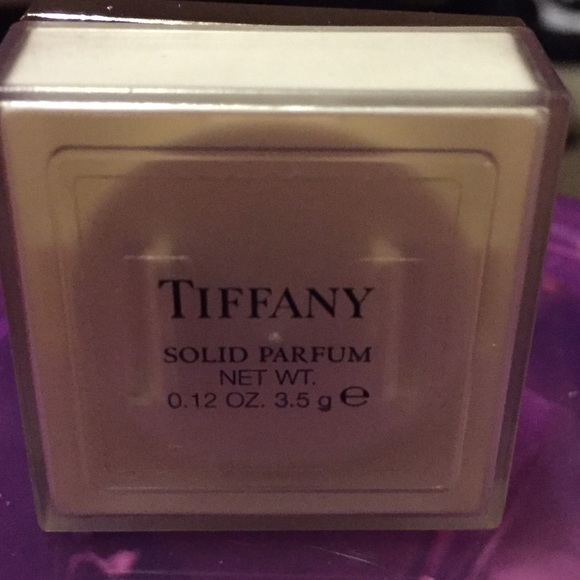 TIFFANY
SOLID PARFUM
NET WT.
0.12 OZ. 3.5 g ℮